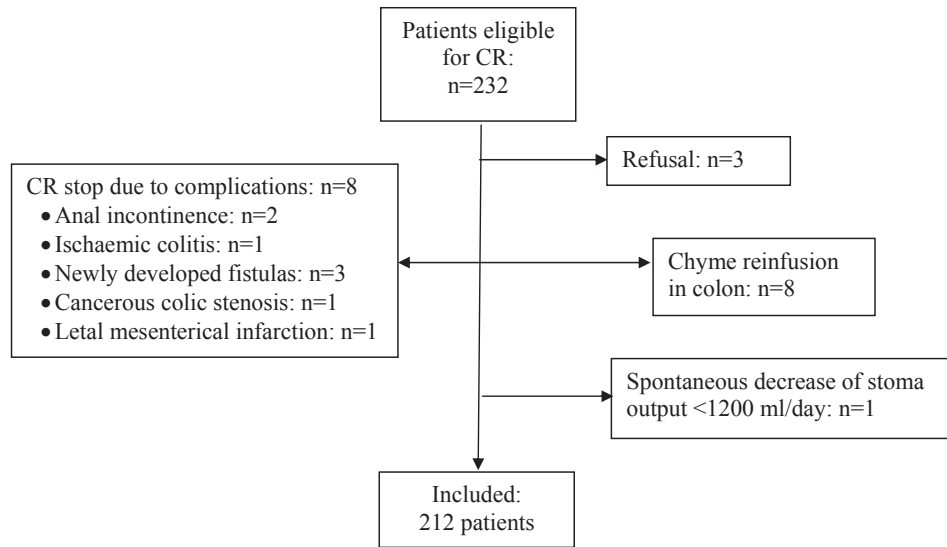 Patients eligible
for CR:
n=232
Refusal: n=3
CR stop due to complications: n=8
• Anal incontinence: n=2
• Ischaemic colitis: n=1
• Newly developed fistulas: n=3
• Cancerous colic stenosis: n=1
• Letal mesenterical infarction: n=1
Chyme reinfusion
in colon: n=8
Spontaneous decrease of stoma
output <1200 ml/day: n=1
Included:
212 patients